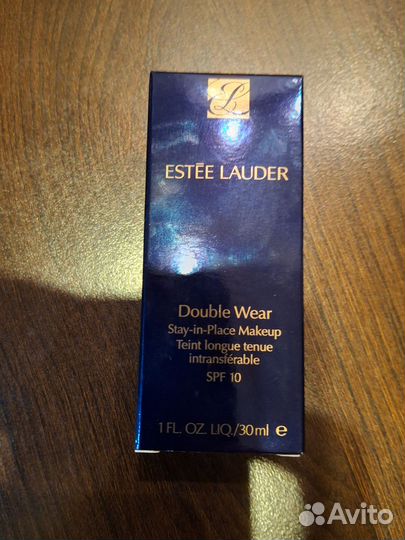 EL
ESTĒE LAUDER
Double Wear
Stay-in-Place Makeup
Teint longue tenue
intransférable
SPF 10
1 FL. OZ. LIQ./30ml e
Avito